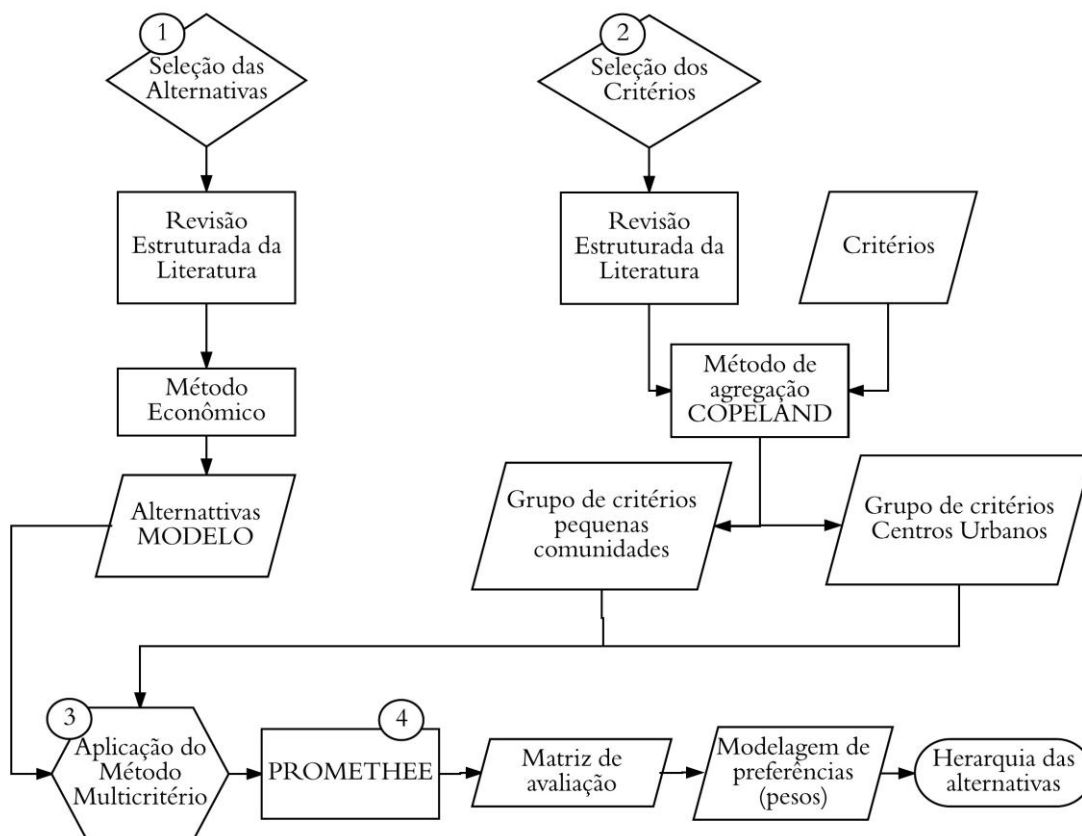 1
Seleção das
Alternativas
2
Seleção dos
Critérios
Revisão
Estruturada da
Literatura
Revisão
Estruturada da
Literatura
Critérios
Método
Econômico
Método de
agregação
COPELAND
Alternattivas
MODELO
Grupo de critérios
pequenas
comunidades
Grupo de critérios
Centros Urbanos
3
Aplicação do
Método
Multicritério
4
PROMETHEE
Matriz de
avaliação
Modelagem de
preferências
(pesos)
Herarquia das
alternativas